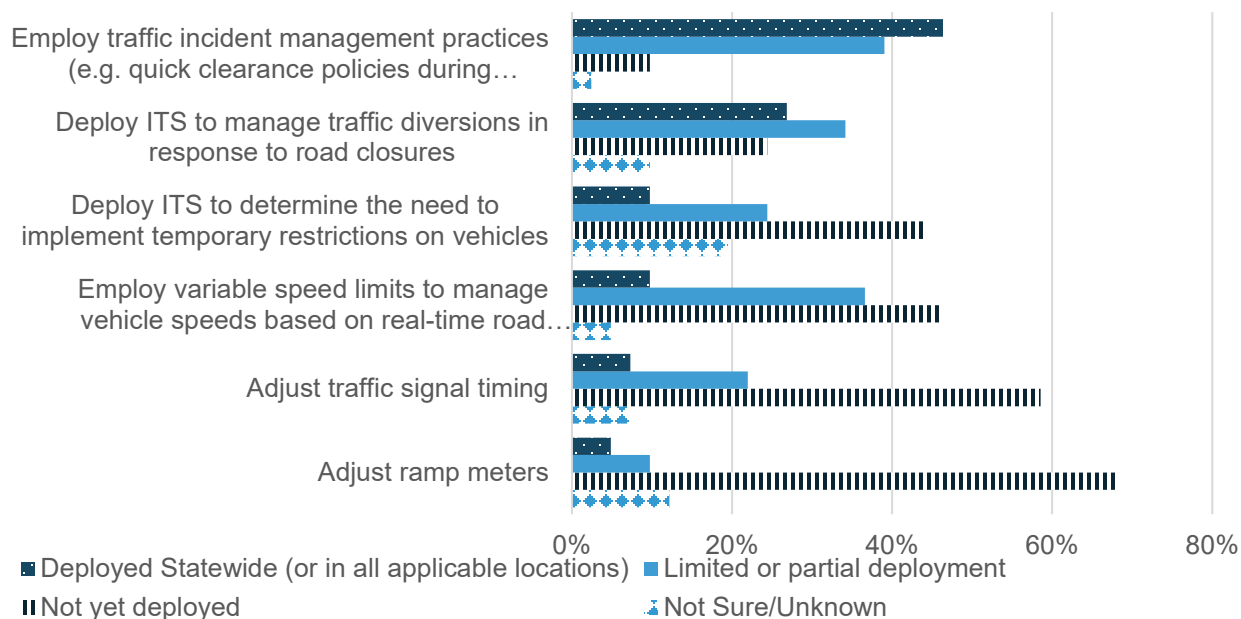 Employ traffic incident management practices
(e.g. quick clearance policies during…
Deploy ITS to manage traffic diversions in
response to road closures
Deploy ITS to determine the need to
implement temporary restrictions on vehicles
Employ variable speed limits to manage
vehicle speeds based on real-time road…
Adjust traffic signal timing
Adjust ramp meters
0% 20% 40% 60% 80%
Deployed Statewide (or in all applicable locations) Limited or partial deployment
Not yet deployed Not Sure/Unknown